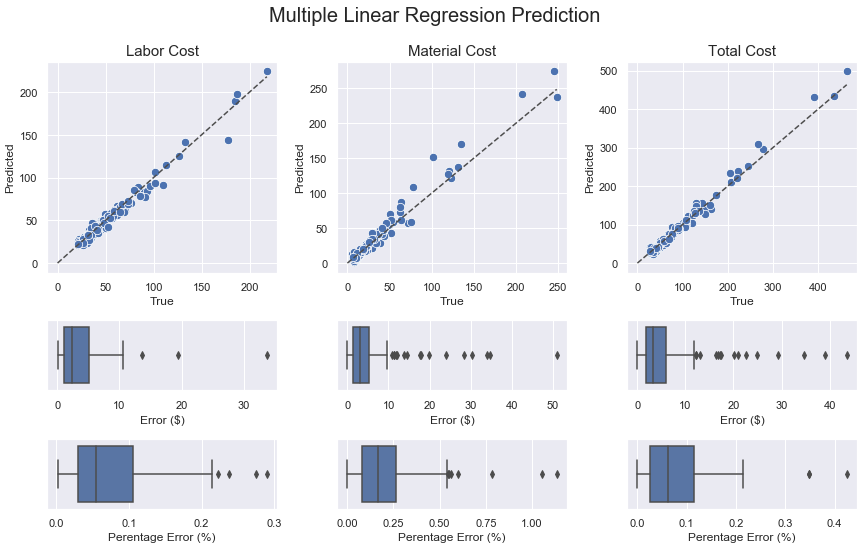 Multiple Linear Regression Prediction
Labor Cost
Material Cost
Total Cost
Predicted
200
150
100
50
0
0 50 100 150 200
True
Predicted
250
200
150
100
50
0
0 50 100 150 200 250
True
Predicted
500
400
300
200
100
0
0 100 200 300 400
True
0 10 20 30
Error ($)
0 10 20 30 40 50
Error ($)
0 10 20 30 40
Error ($)
0.0 0.1 0.2 0.3
Perentage Error (%)
0.00 0.25 0.50 0.75 1.00
Perentage Error (%)
0.0 0.1 0.2 0.3 0.4
Perentage Error (%)